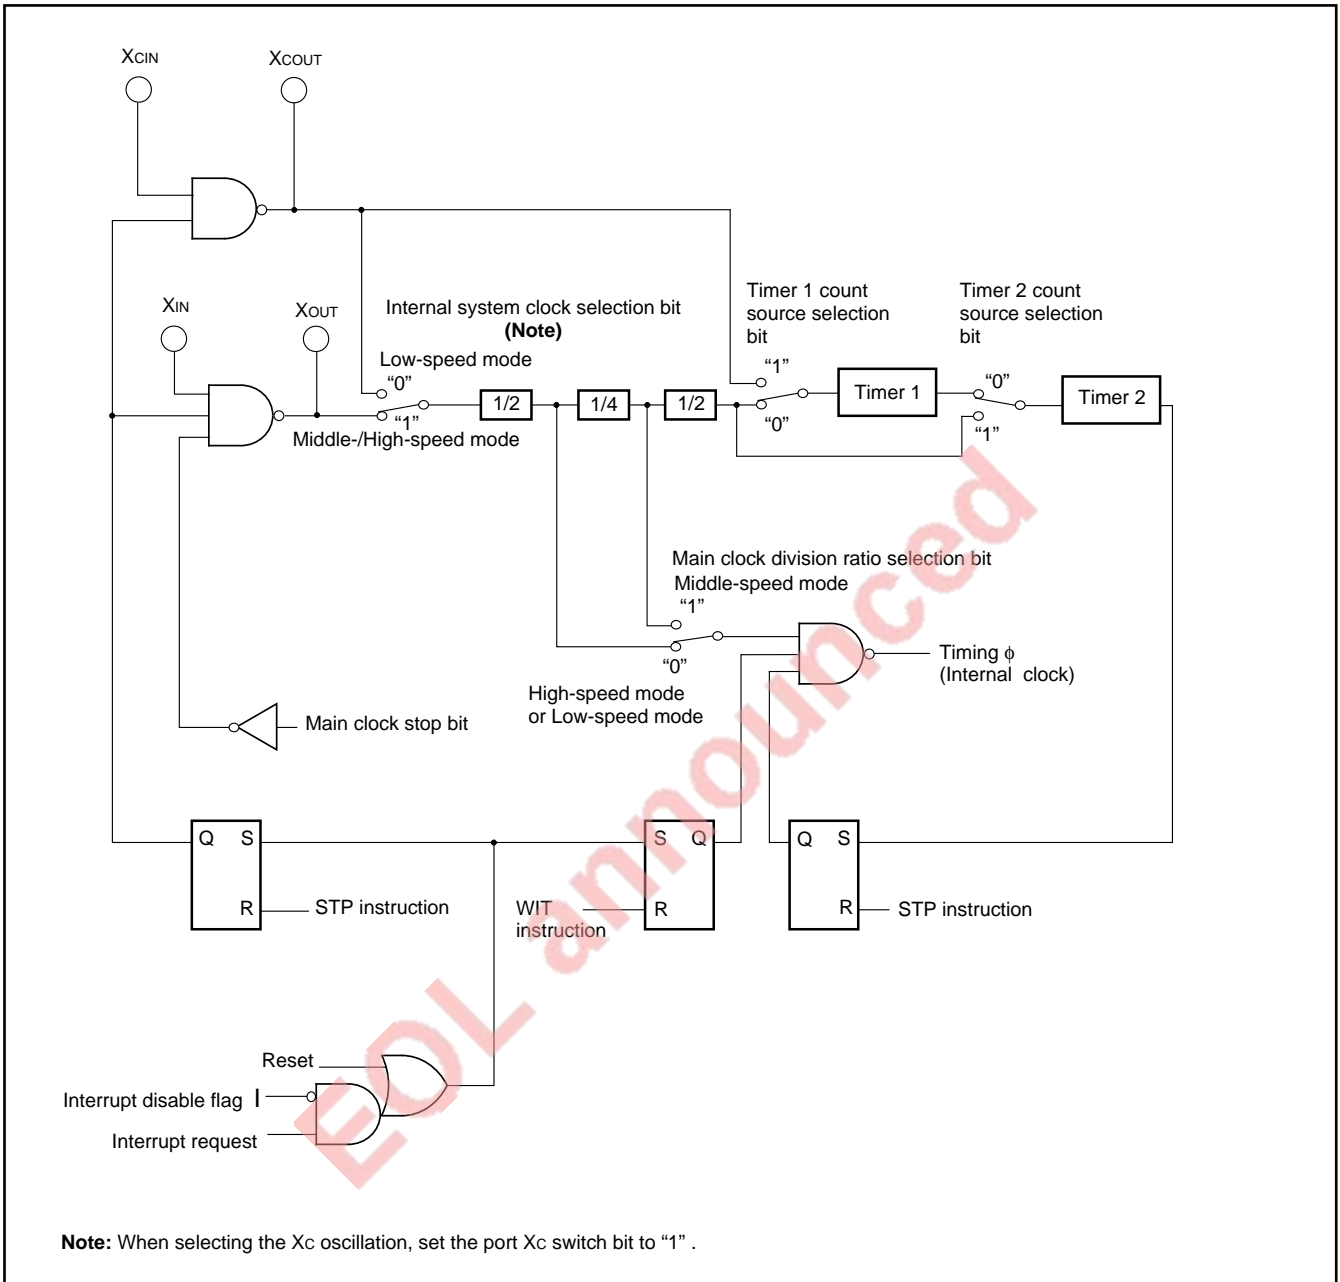 XCIN
XCOUT
XIN
XOUT
Internal system clock selection bit
(Note)
Low-speed mode
“0”
“1”
Middle-/High-speed mode
1/2
1/4
1/2
Timer 1 count
source selection
bit
“1”
“0”
Timer 1
Timer 2 count
source selection
bit
“0”
“1”
Timer 2
Main clock division ratio selection bit
Middle-speed mode
“1”
“0”
High-speed mode
or Low-speed mode
Timing ϕ
(Internal clock)
Main clock stop bit
Q S
R
STP instruction
S Q
R
WIT
instruction
Q S
R
STP instruction
Reset
Interrupt disable flag I
Interrupt request
EOL announced
Note: When selecting the XC oscillation, set the port XC switch bit to “1” .